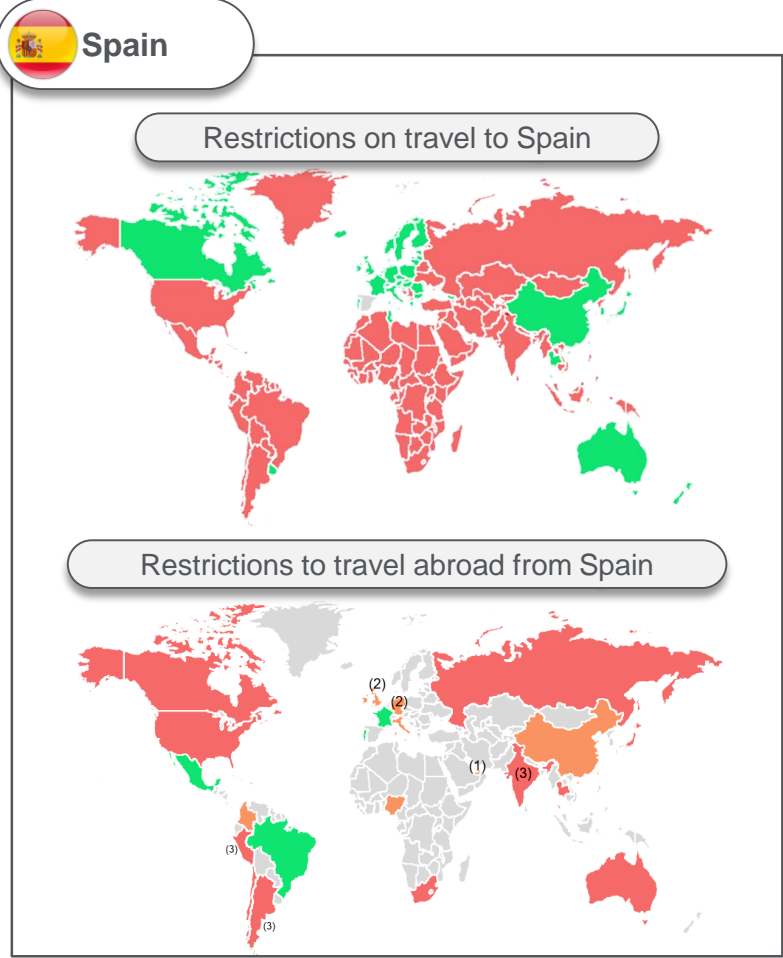 Spain
Restrictions on travel to Spain
Restrictions to travel abroad from Spain
(2)
(2)
(1)
(3)
(3)
(3)